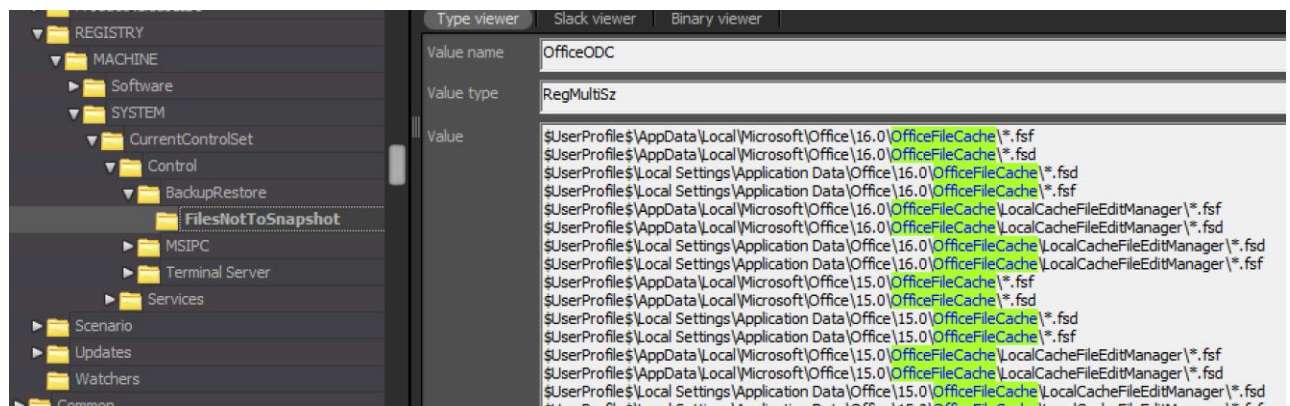 REGISTRY
MACHINE
Software
SYSTEM
CurrentControlSet
Control
BackupRestore
FilesNotToSnapshot
MSIPC
Terminal Server
Services
Scenario
Updates
Watchers
Common
Type viewer Slack viewer Binary viewer
Value name OfficeODC
Value type RegMultiSz
Value
$UserProfile$\AppData\Local\Microsoft\Office\16.0\OfficeFileCache\*.fsf
$UserProfile$\AppData\Local\Microsoft\Office\16.0\OfficeFileCache\*.fsd
$UserProfile$\Local Settings\Application Data\Office\16.0\OfficeFileCache\*.fsd
$UserProfile$\Local Settings\Application Data\Office\16.0\OfficeFileCache\*.fsf
$UserProfile$\AppData\Local\Microsoft\Office\16.0\OfficeFileCache\LocalCacheFileEditManager\*.fsf
$UserProfile$\AppData\Local\Microsoft\Office\16.0\OfficeFileCache\LocalCacheFileEditManager\*.fsd
$UserProfile$\Local Settings\Application Data\Office\16.0\OfficeFileCache\LocalCacheFileEditManager\*.fsd
$UserProfile$\Local Settings\Application Data\Office\16.0\OfficeFileCache\LocalCacheFileEditManager\*.fsf
$UserProfile$\AppData\Local\Microsoft\Office\15.0\OfficeFileCache\*.fsf
$UserProfile$\AppData\Local\Microsoft\Office\15.0\OfficeFileCache\*.fsd
$UserProfile$\Local Settings\Application Data\Office\15.0\OfficeFileCache\*.fsd
$UserProfile$\Local Settings\Application Data\Office\15.0\OfficeFileCache\*.fsf
$UserProfile$\AppData\Local\Microsoft\Office\15.0\OfficeFileCache\LocalCacheFileEditManager\*.fsf
$UserProfile$\AppData\Local\Microsoft\Office\15.0\OfficeFileCache\LocalCacheFileEditManager\*.fsd
$UserProfile$\Local Settings\Application Data\Office\15.0\OfficeFileCache\LocalCacheFileEditManager\*.fsd